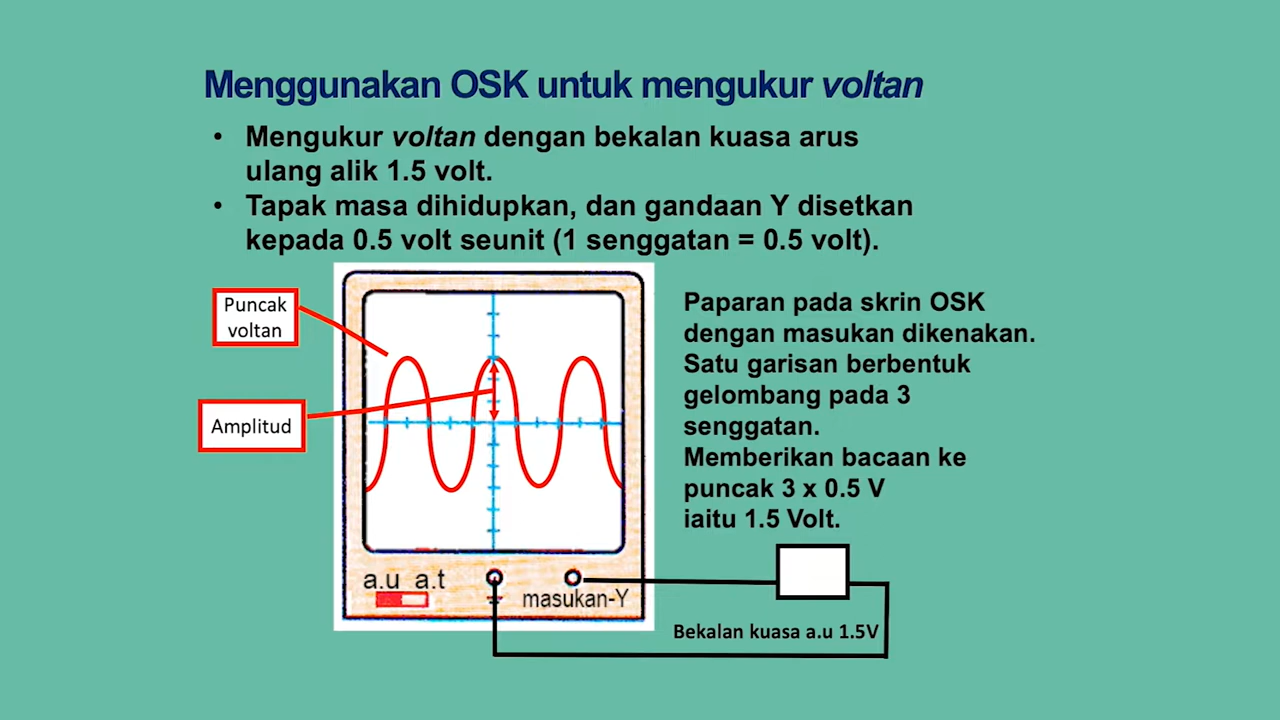 Menggunakan OSK untuk mengukur voltan
• Mengukur voltan dengan bekalan kuasa arus
ulang alik 1.5 volt.
• Tapak masa dihidupkan, dan gandaan Y disetkan
kepada 0.5 volt seunit (1 senggatan = 0.5 volt).
Puncak
voltan
Amplitud
Paparan pada skrin OSK
dengan masukan dikenakan.
Satu garisan berbentuk
gelombang pada 3
senggatan.
Memberikan bacaan ke
puncak 3 x 0.5 V
iaitu 1.5 Volt.
a.u a.t
masukan-Y
Bekalan kuasa a.u 1.5V